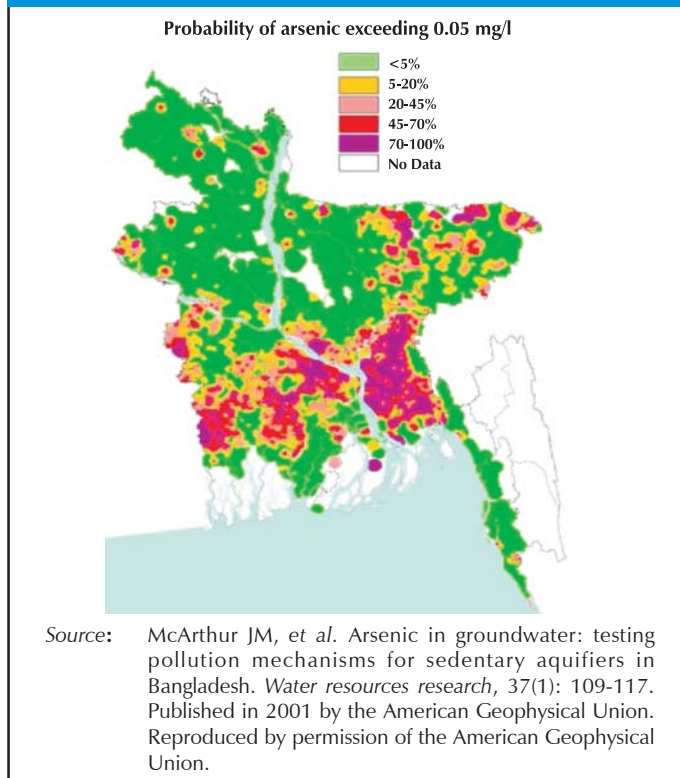 Probability of arsenic exceeding 0.05 mg/l
<5%
5-20%
20-45%
45-70%
70-100%
No Data
Source: McArthur JM, et al. Arsenic in groundwater: testing
pollution mechanisms for sedentary aquifiers in
Bangladesh. Water resources research, 37(1): 109-117.
Published in 2001 by the American Geophysical Union.
Reproduced by permission of the American Geophysical
Union.